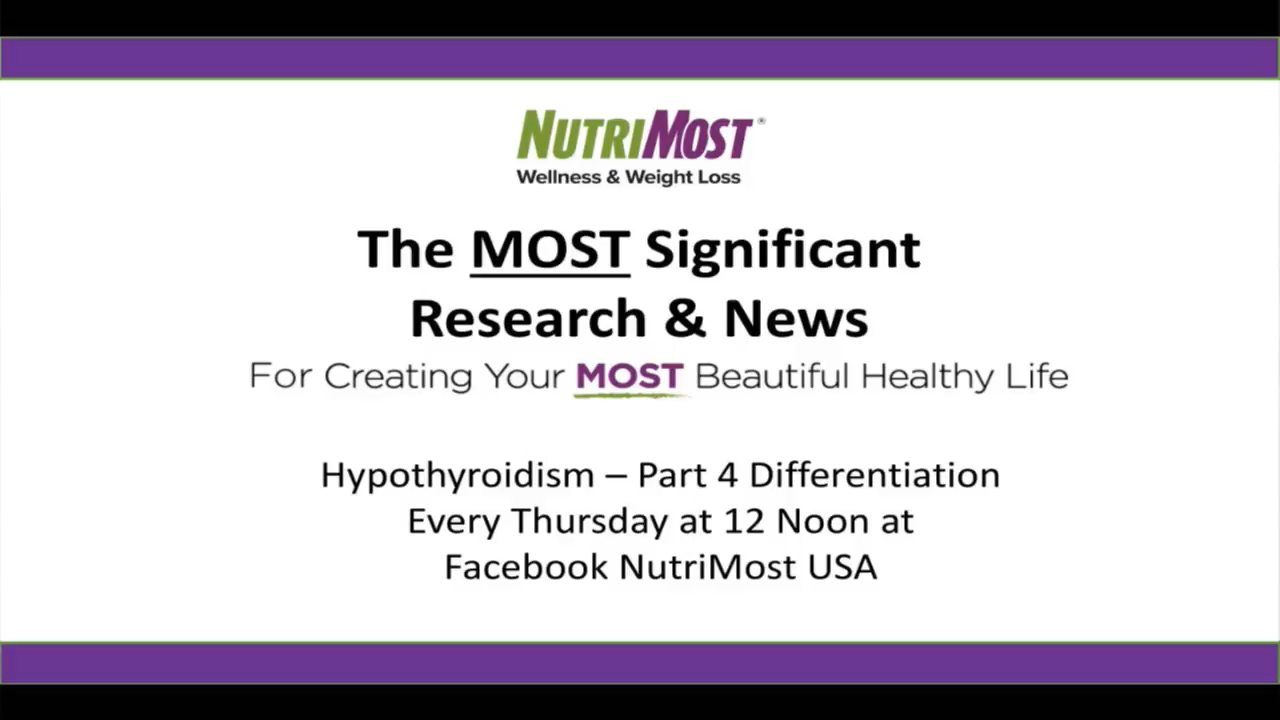 NUTRIMOST®
Wellness & Weight Loss
The MOST Significant
Research & News
For Creating Your MOST Beautiful Healthy Life
Hypothyroidism – Part 4 Differentiation
Every Thursday at 12 Noon at
Facebook NutriMost USA